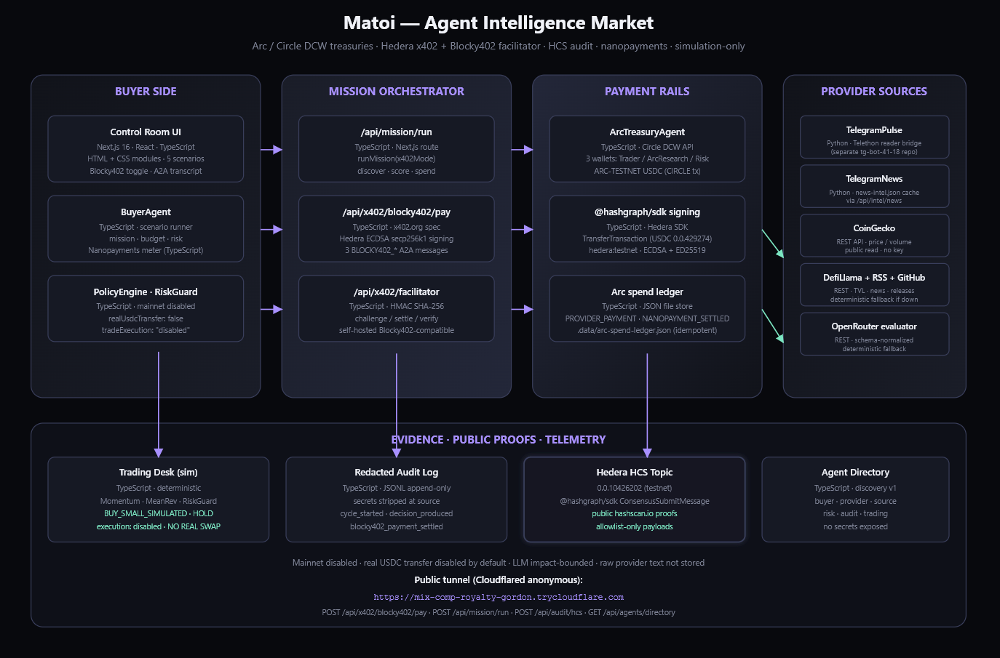 Matoi — Agent Intelligence Market
Arc / Circle DCW treasuries · Hedera x402 + Blocky402 facilitator · HCS audit · nanopayments · simulation-only
BUYER SIDE
Control Room UI
Next.js 16 · React · TypeScript
HTML + CSS modules · 5 scenarios
Blocky402 toggle · A2A transcript
BuyerAgent
TypeScript · scenario runner
mission · budget · risk
Nanopayments meter (TypeScript)
PolicyEngine · RiskGuard
TypeScript · mainnet disabled
realUsdcTransfer: false
tradeExecution: "disabled"
MISSION ORCHESTRATOR
/api/mission/run
TypeScript · Next.js route
runMission(x402Mode)
discover · score · spend
/api/x402/blocky402/pay
TypeScript · x402.org spec
Hedera ECDSA secp256k1 signing
3 BLOCKY402_* A2A messages
/api/x402/facilitator
TypeScript · HMAC SHA-256
challenge / settle / verify
self-hosted Blocky402-compatible
PAYMENT RAILS
ArcTreasuryAgent
TypeScript · Circle DCW API
3 wallets: Trader / ArcResearch / Risk
ARC-TESTNET USDC (CIRCLE tx)
@hashgraph/sdk signing
TypeScript · Hedera SDK
TransferTransaction (USDC 0.0.429274)
hedera:testnet · ECDSA + ED25519
Arc spend ledger
TypeScript · JSON file store
PROVIDER_PAYMENT · NANOPAYMENT_SETTLED
.data/arc-spend-ledger.json (idempotent)
PROVIDER SOURCES
TelegramPulse
Python · Telethon reader bridge
(separate tg-bot-41-18 repo)
TelegramNews
Python · news-intel.json cache
via /api/intel/news
CoinGecko
REST API · price / volume
public read · no key
DefiLlama + RSS + GitHub
REST · TVL · news · releases
deterministic fallback if down
OpenRouter evaluator
REST · schema-normalized
deterministic fallback
EVIDENCE · PUBLIC PROOFS · TELEMETRY
Trading Desk (sim)
TypeScript · deterministic
Momentum · MeanRev · RiskGuard
BUY_SMALL_SIMULATED · HOLD
execution: disabled · NO REAL SWAP
Redacted Audit Log
TypeScript · JSONL append-only
secrets stripped at source
cycle_started · decision_produced
blocky402_payment_settled
Hedera HCS Topic
0.0.10426202 (testnet)
@hashgraph/sdk ConsensusSubmitMessage
public hashscan.io proofs
allowlist-only payloads
Agent Directory
TypeScript · discovery v1
buyer · provider · source
risk · audit · trading
no secrets exposed
Mainnet disabled · real USDC transfer disabled by default · LLM impact-bounded · raw provider text not stored
Public tunnel (Cloudflared anonymous):
https://mix-comp-royalty-gordon.trycloudflare.com
POST /api/x402/blocky402/pay · POST /api/mission/run · POST /api/audit/hcs · GET /api/agents/directory